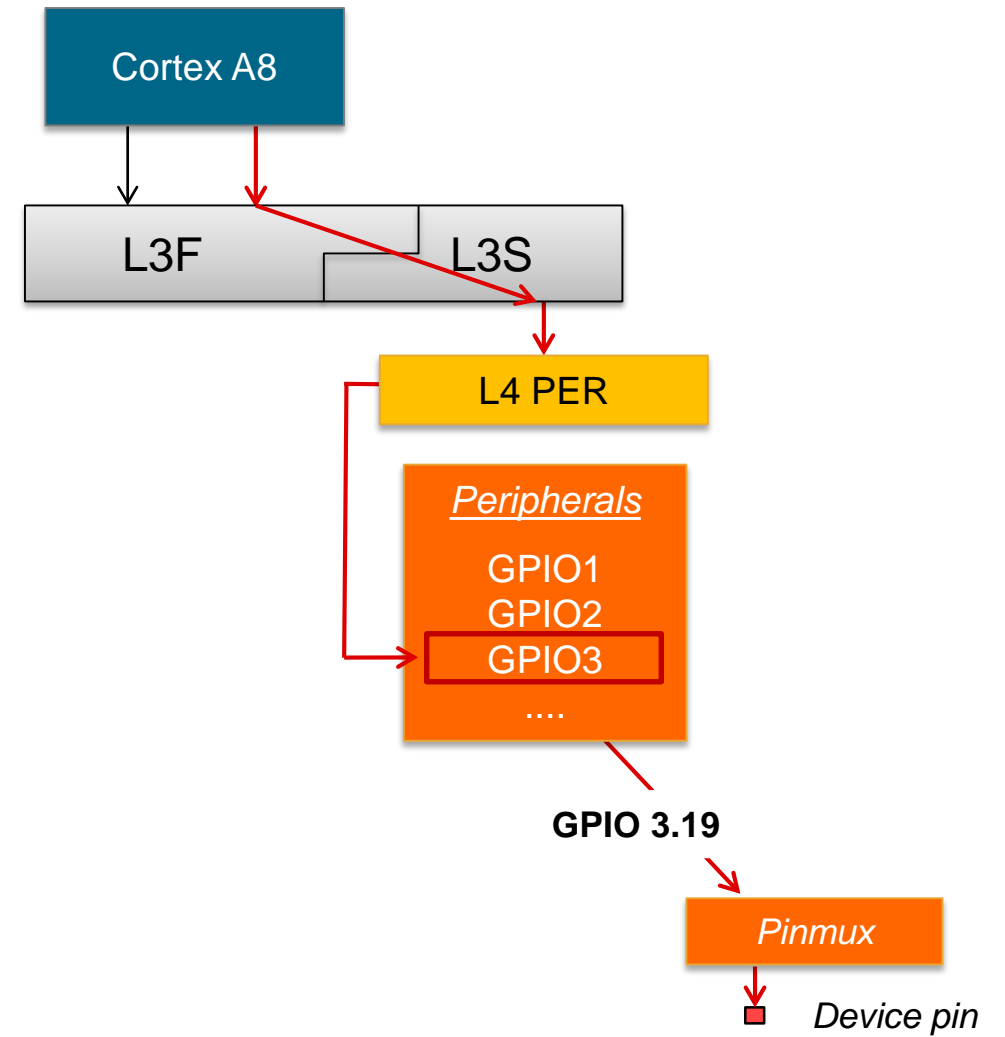 Cortex A8
L3F
L3S
L4 PER
Peripherals
GPIO1
GPIO2
GPIO3
....
GPIO 3.19
Pinmux
Device pin